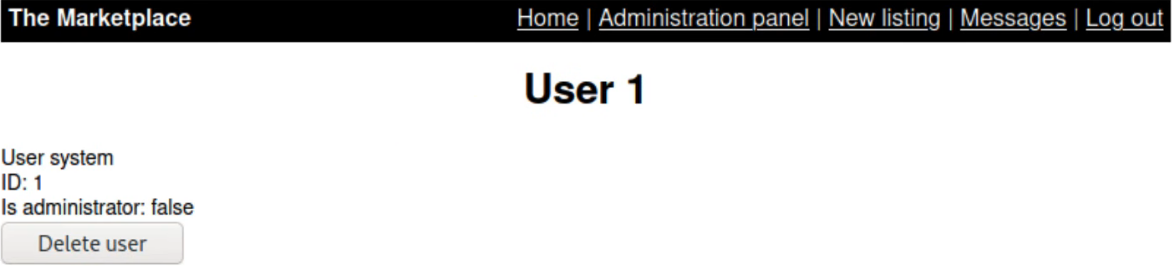 The Marketplace Home | Administration panel | New listing | Messages | Log out
User 1
User system
ID: 1
Is administrator: false
Delete user